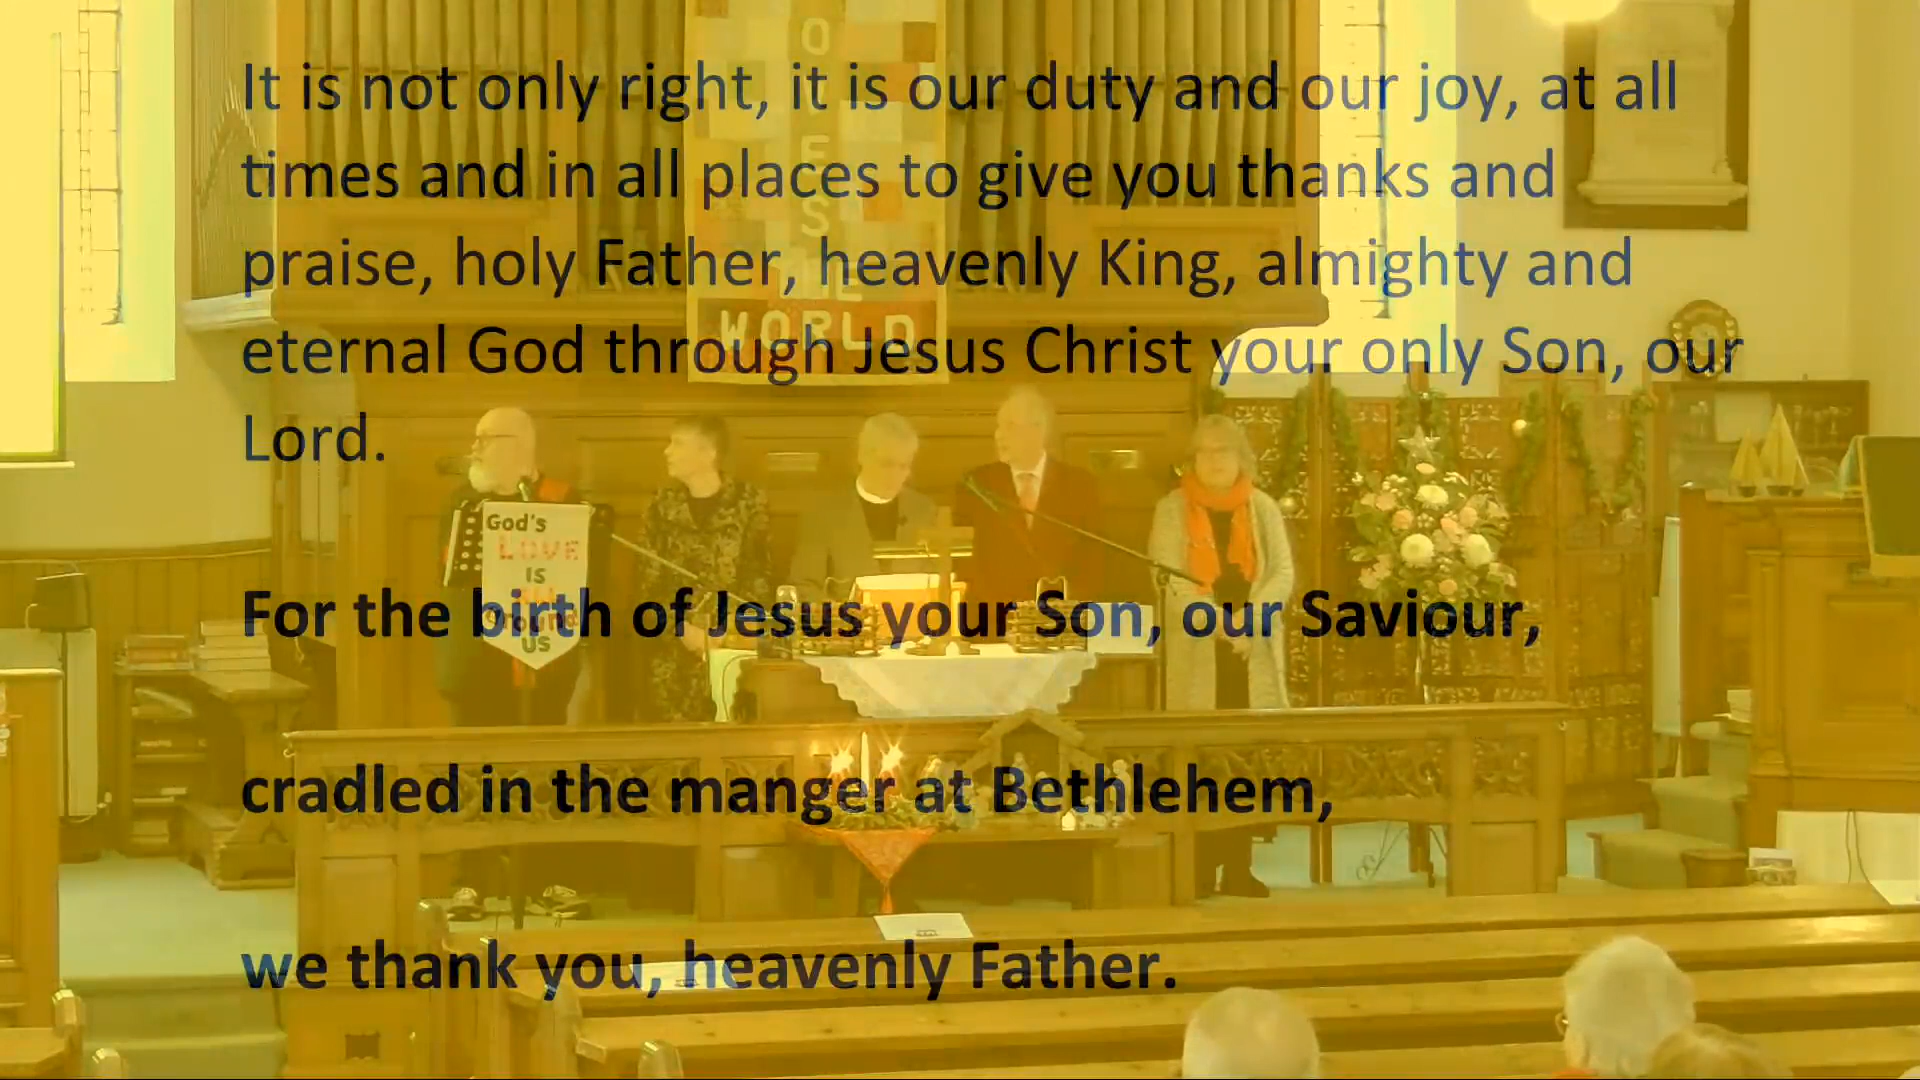 It is not only right, it is our duty and our joy, at all
times and in all places to give you thanks and
praise, holy Father, heavenly King, almighty and
eternal God through Jesus Christ your only Son, our
Lord.
For the birth of Jesus your Son, our Saviour,
cradled in the manger at Bethlehem,
we thank you, heavenly Father.
WORLD
God's
LOVE
IS
US